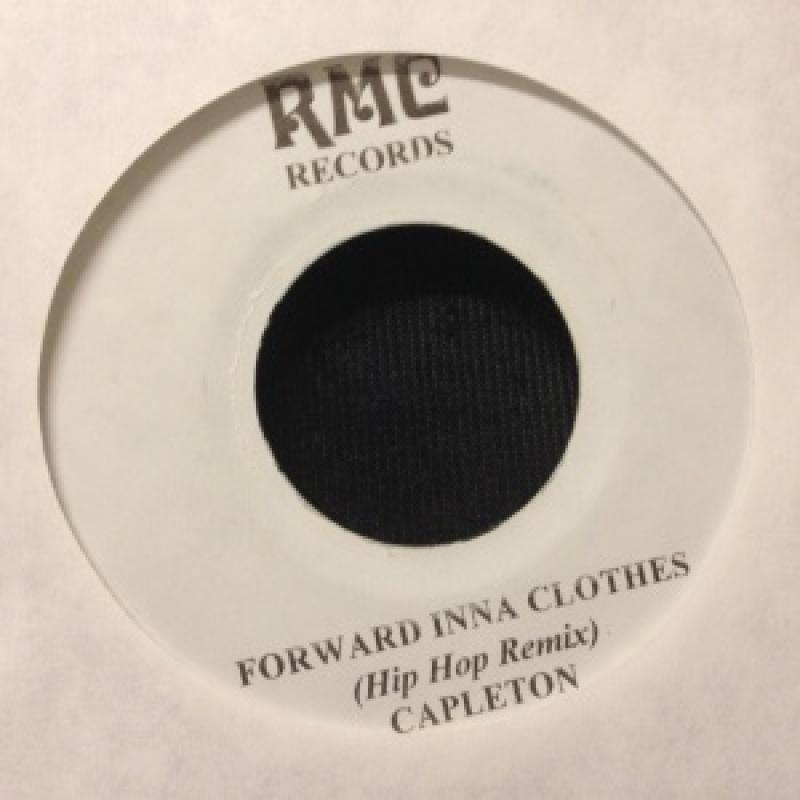 RMC
RECORDS
FORWARD INNA CLOTHES
(Hip Hop Remix)
CAPLETON